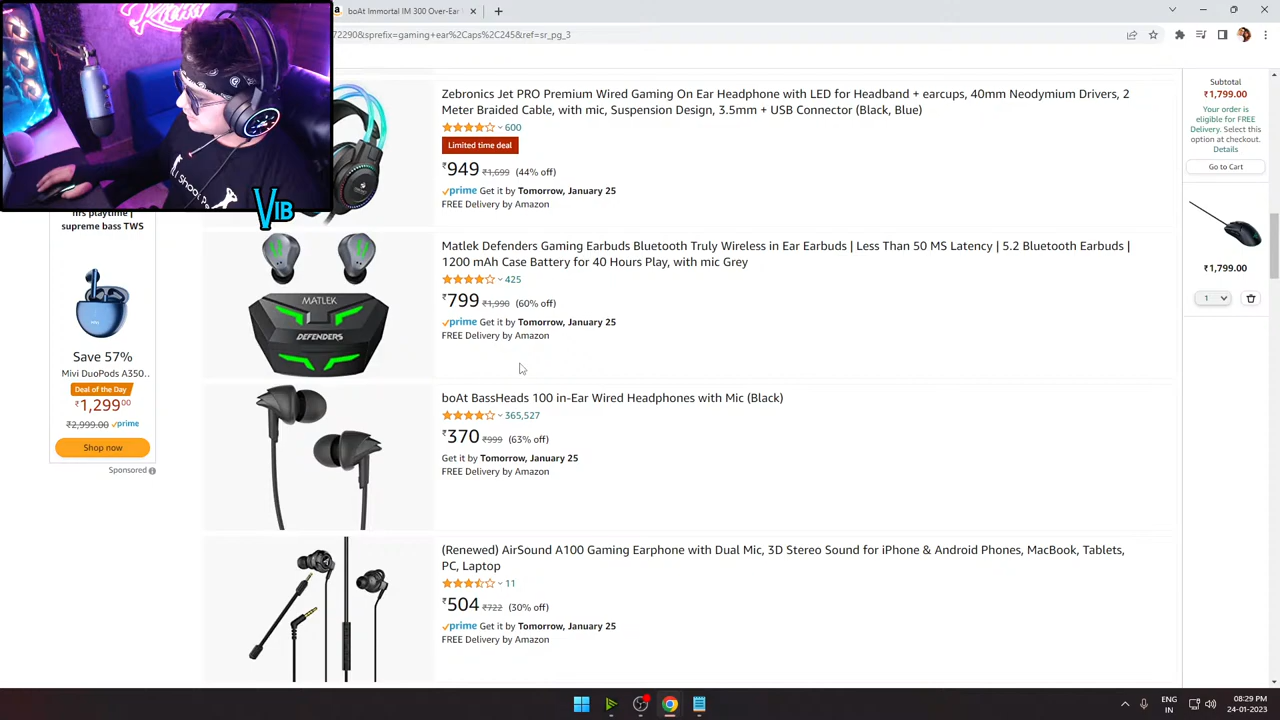 boAt Immortal IM 300 Over-Ear
72290&sprefix=gaming+ear%2Caps%2C245&ref=sr_pg_3
Zebronics Jet PRO Premium Wired Gaming On Ear Headphone with LED for Headband + earcups, 40mm Neodymium Drivers, 2
Meter Braided Cable, with mic, Suspension Design, 3.5mm + USB Connector (Black, Blue)
600
Limited time deal
₹949 ₹1,699 (44% off)
prime Get it by Tomorrow, January 25
FREE Delivery by Amazon
VIB
hrs playtime |
supreme bass TWS
Save 57%
Mivi DuoPods A350..
Deal of the Day
₹1,299.00
₹2,999.00 prime
Shop now
Sponsored
MATLEK
DEFENDERS
Matlek Defenders Gaming Earbuds Bluetooth Truly Wireless in Ear Earbuds | Less Than 50 MS Latency | 5.2 Bluetooth Earbuds |
1200 mAh Case Battery for 40 Hours Play, with mic Grey
425
₹799 ₹1,990 (60% off)
prime Get it by Tomorrow, January 25
FREE Delivery by Amazon
boAt BassHeads 100 in-Ear Wired Headphones with Mic (Black)
365,527
₹370 ₹999 (63% off)
Get it by Tomorrow, January 25
FREE Delivery by Amazon
(Renewed) AirSound A100 Gaming Earphone with Dual Mic, 3D Stereo Sound for iPhone & Android Phones, MacBook, Tablets,
PC, Laptop
11
₹504 ₹722 (30% off)
prime Get it by Tomorrow, January 25
FREE Delivery by Amazon
Subtotal
₹1,799.00
Your order is
eligible for FREE
Delivery. Select this
option at checkout.
Details
Go to Cart
₹1,799.00
1
ENG
IN
08:29 PM
24-01-2023